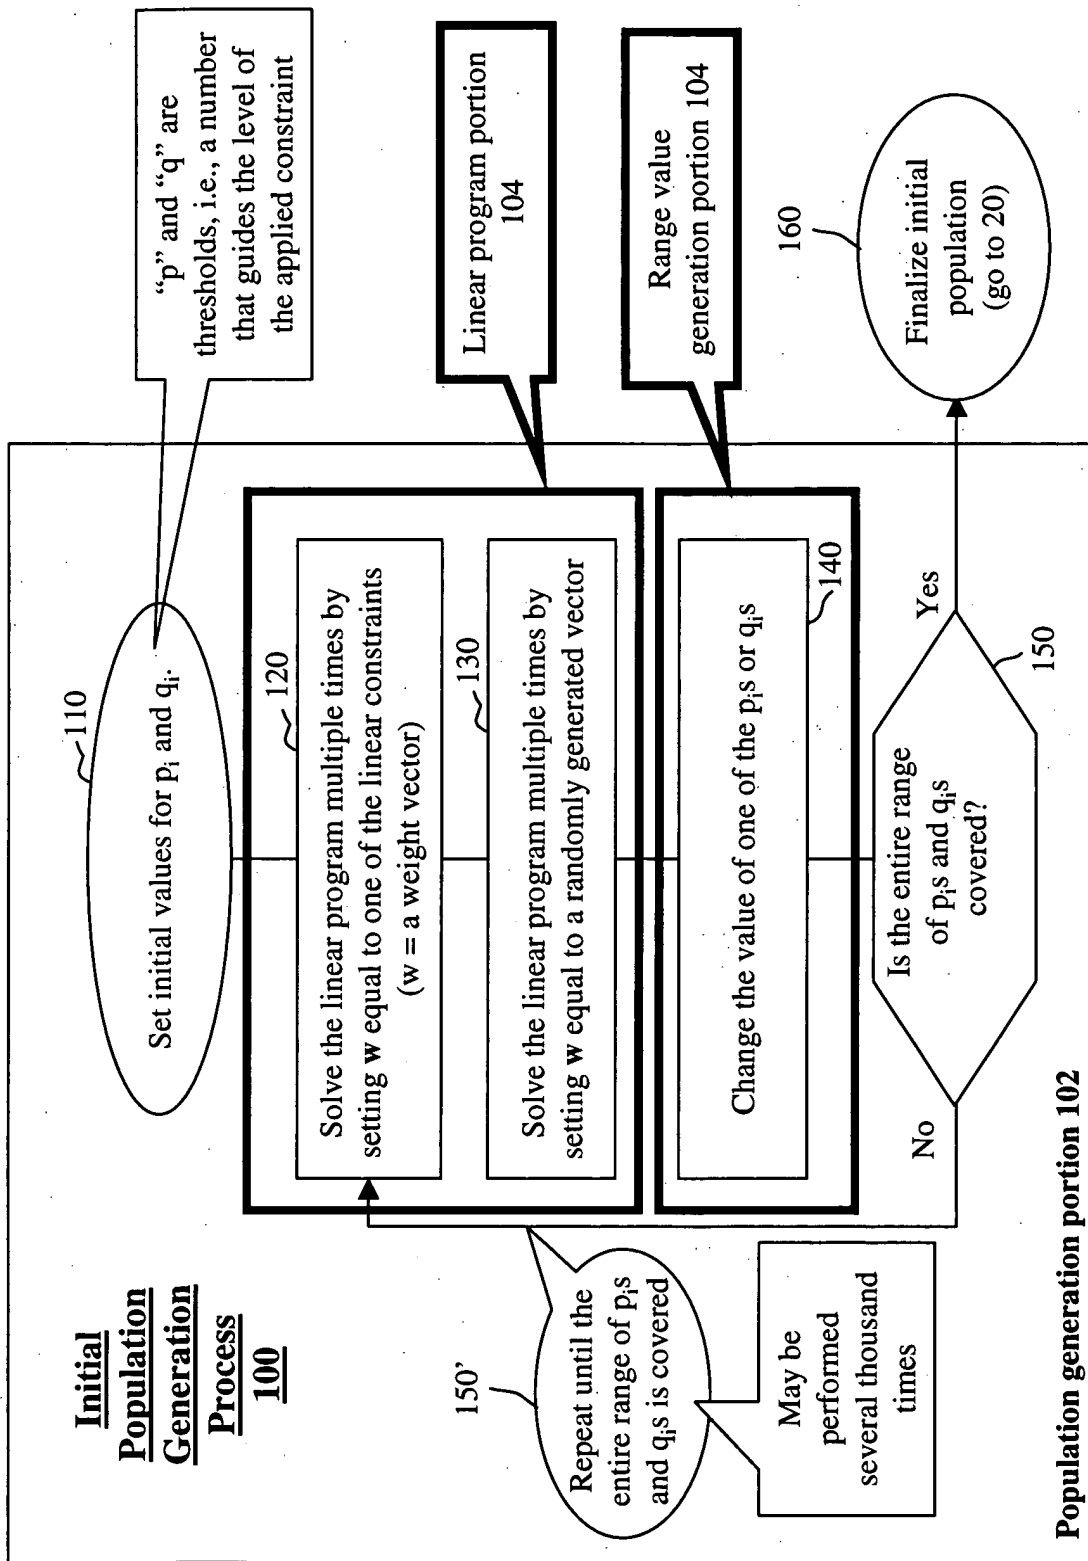 Initial
Population
Generation
Process
100
110
Set initial values for pᵢ and qᵢ.
“p” and “q” are
thresholds, i.e., a number
that guides the level of
the applied constraint
120
Solve the linear program multiple times by
setting w equal to one of the linear constraints
(w = a weight vector)
130
Solve the linear program multiple times by
setting w equal to a randomly generated vector
Linear program portion
104
Change the value of one of the pᵢs or qᵢs
140
Range value
generation portion 104
Is the entire range
of pᵢs and qᵢs
covered?
150
Yes
No
160
Finalize initial
population
(go to 20)
150’
Repeat until the
entire range of pᵢs
and qᵢs is covered
May be
performed
several thousand
times
Population generation portion 102